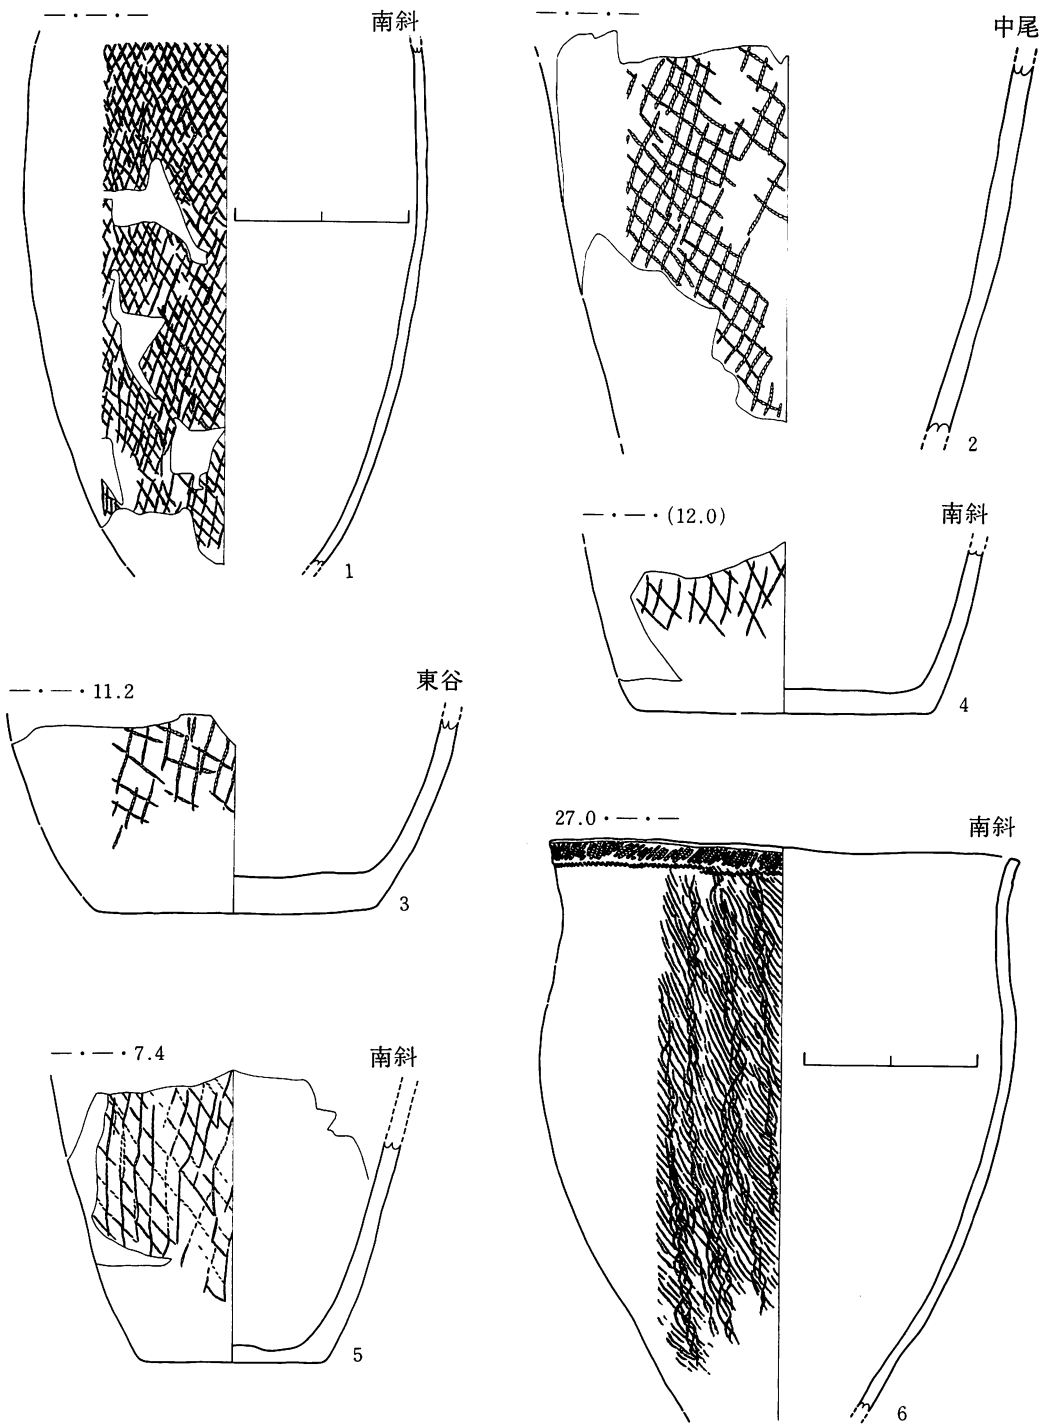 —・—・— 南斜
1
—・—・— 中尾
2
—・—・11.2 東谷
3
—・—・(12.0) 南斜
4
—・—・7.4 南斜
5
27.0・—・— 南斜
6